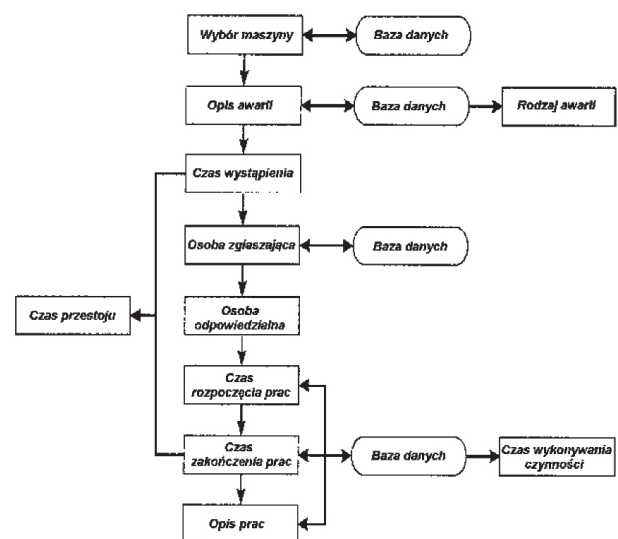 Wybór maszyny
Baza danych
Opis awarii
Baza danych
Rodzaj awarii
Czas wystąpienia
Osoba zgłaszająca
Baza danych
Czas przestoju
Osoba
odpowiedzialna
Czas
rozpoczęcia prac
Czas
zakończenia prac
Baza danych
Czas wykonywania
czynności
Opis prac